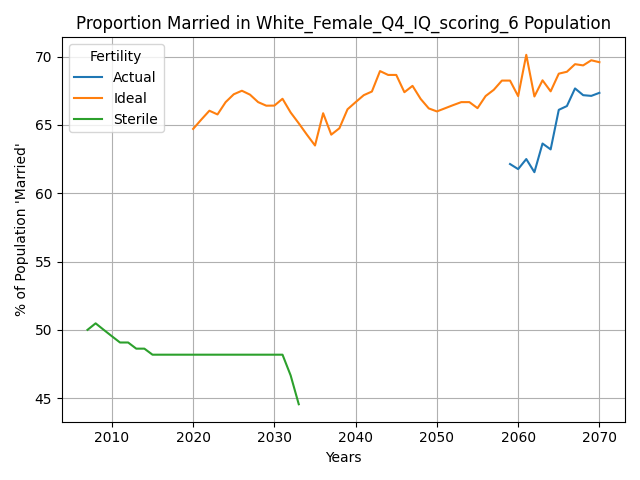 Proportion Married in White_Female_Q4_IQ_scoring_6 Population
Fertility
Actual
Ideal
Sterile
% of Population 'Married'
70
65
60
55
50
45
2010
2020
2030
2040
2050
2060
2070
Years